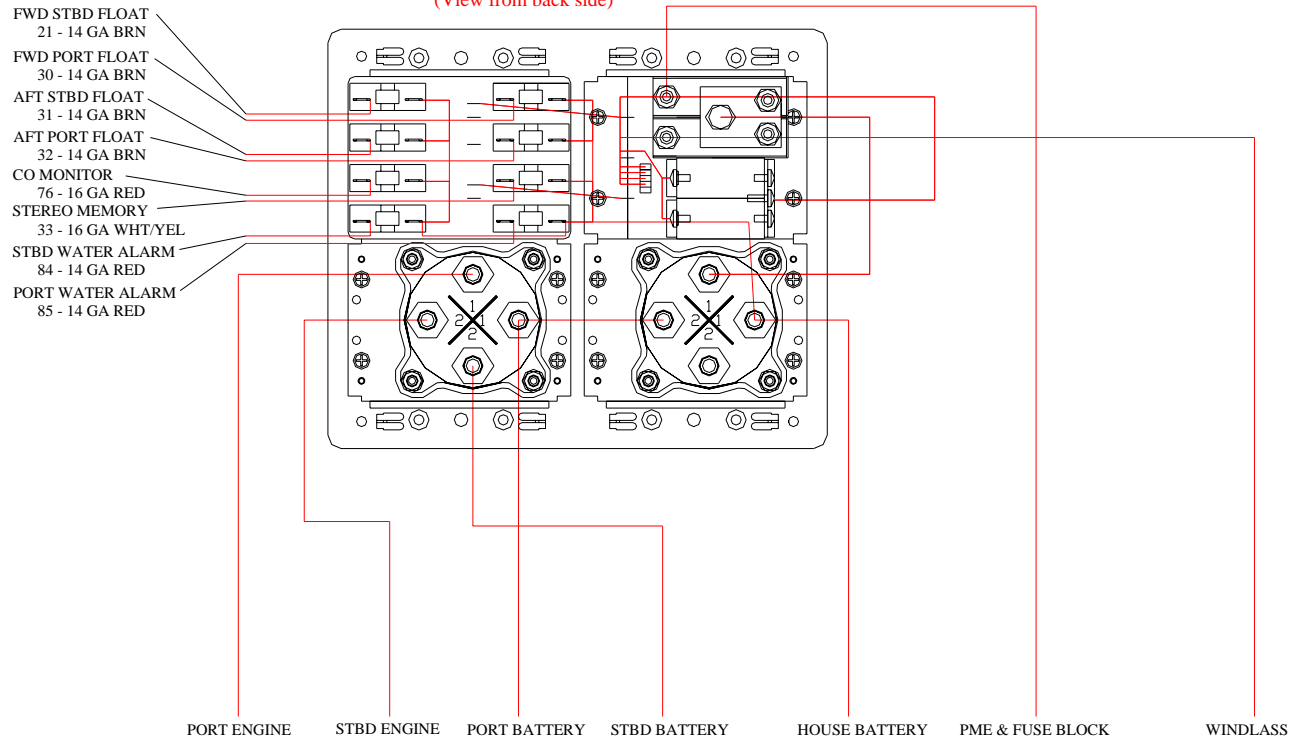 (View from back side)
FWD STBD FLOAT
21 - 14 GA BRN
FWD PORT FLOAT
30 - 14 GA BRN
AFT STBD FLOAT
31 - 14 GA BRN
AFT PORT FLOAT
32 - 14 GA BRN
CO MONITOR
76 - 16 GA RED
STEREO MEMORY
33 - 16 GA WHT/YEL
STBD WATER ALARM
84 - 14 GA RED
PORT WATER ALARM
85 - 14 GA RED
1
2 1
2
1
2 1
2
PORT ENGINE
STBD ENGINE
PORT BATTERY
STBD BATTERY
HOUSE BATTERY
PME & FUSE BLOCK
WINDLASS